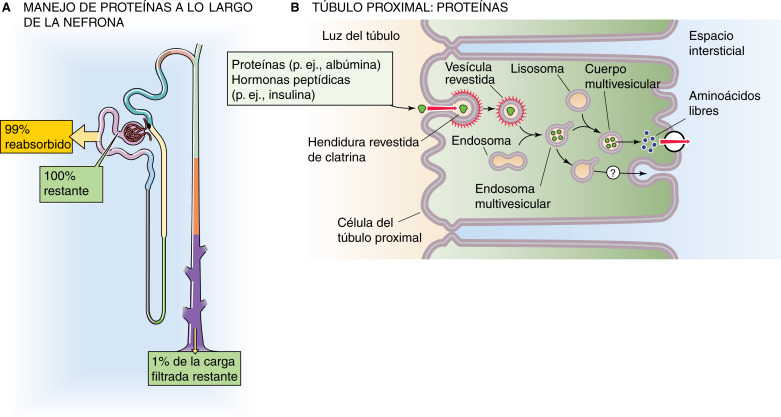 A MANEJO DE PROTEÍNAS A LO LARGO
DE LA NEFRONA
99%
reabsorbido
100%
restante
1% de la carga
filtrada restante
B TÚBULO PROXIMAL: PROTEÍNAS
Luz del túbulo
Espacio
intersticial
Proteínas (p. ej., albúmina)
Hormonas peptídicas
(p. ej., insulina)
Vesícula
revestida
Lisosoma
Cuerpo
multivesicular
Aminoácidos
libres
Hendidura revestida
de clatrina
Endosoma
Endosoma
multivesicular
?
Célula del
túbulo proximal